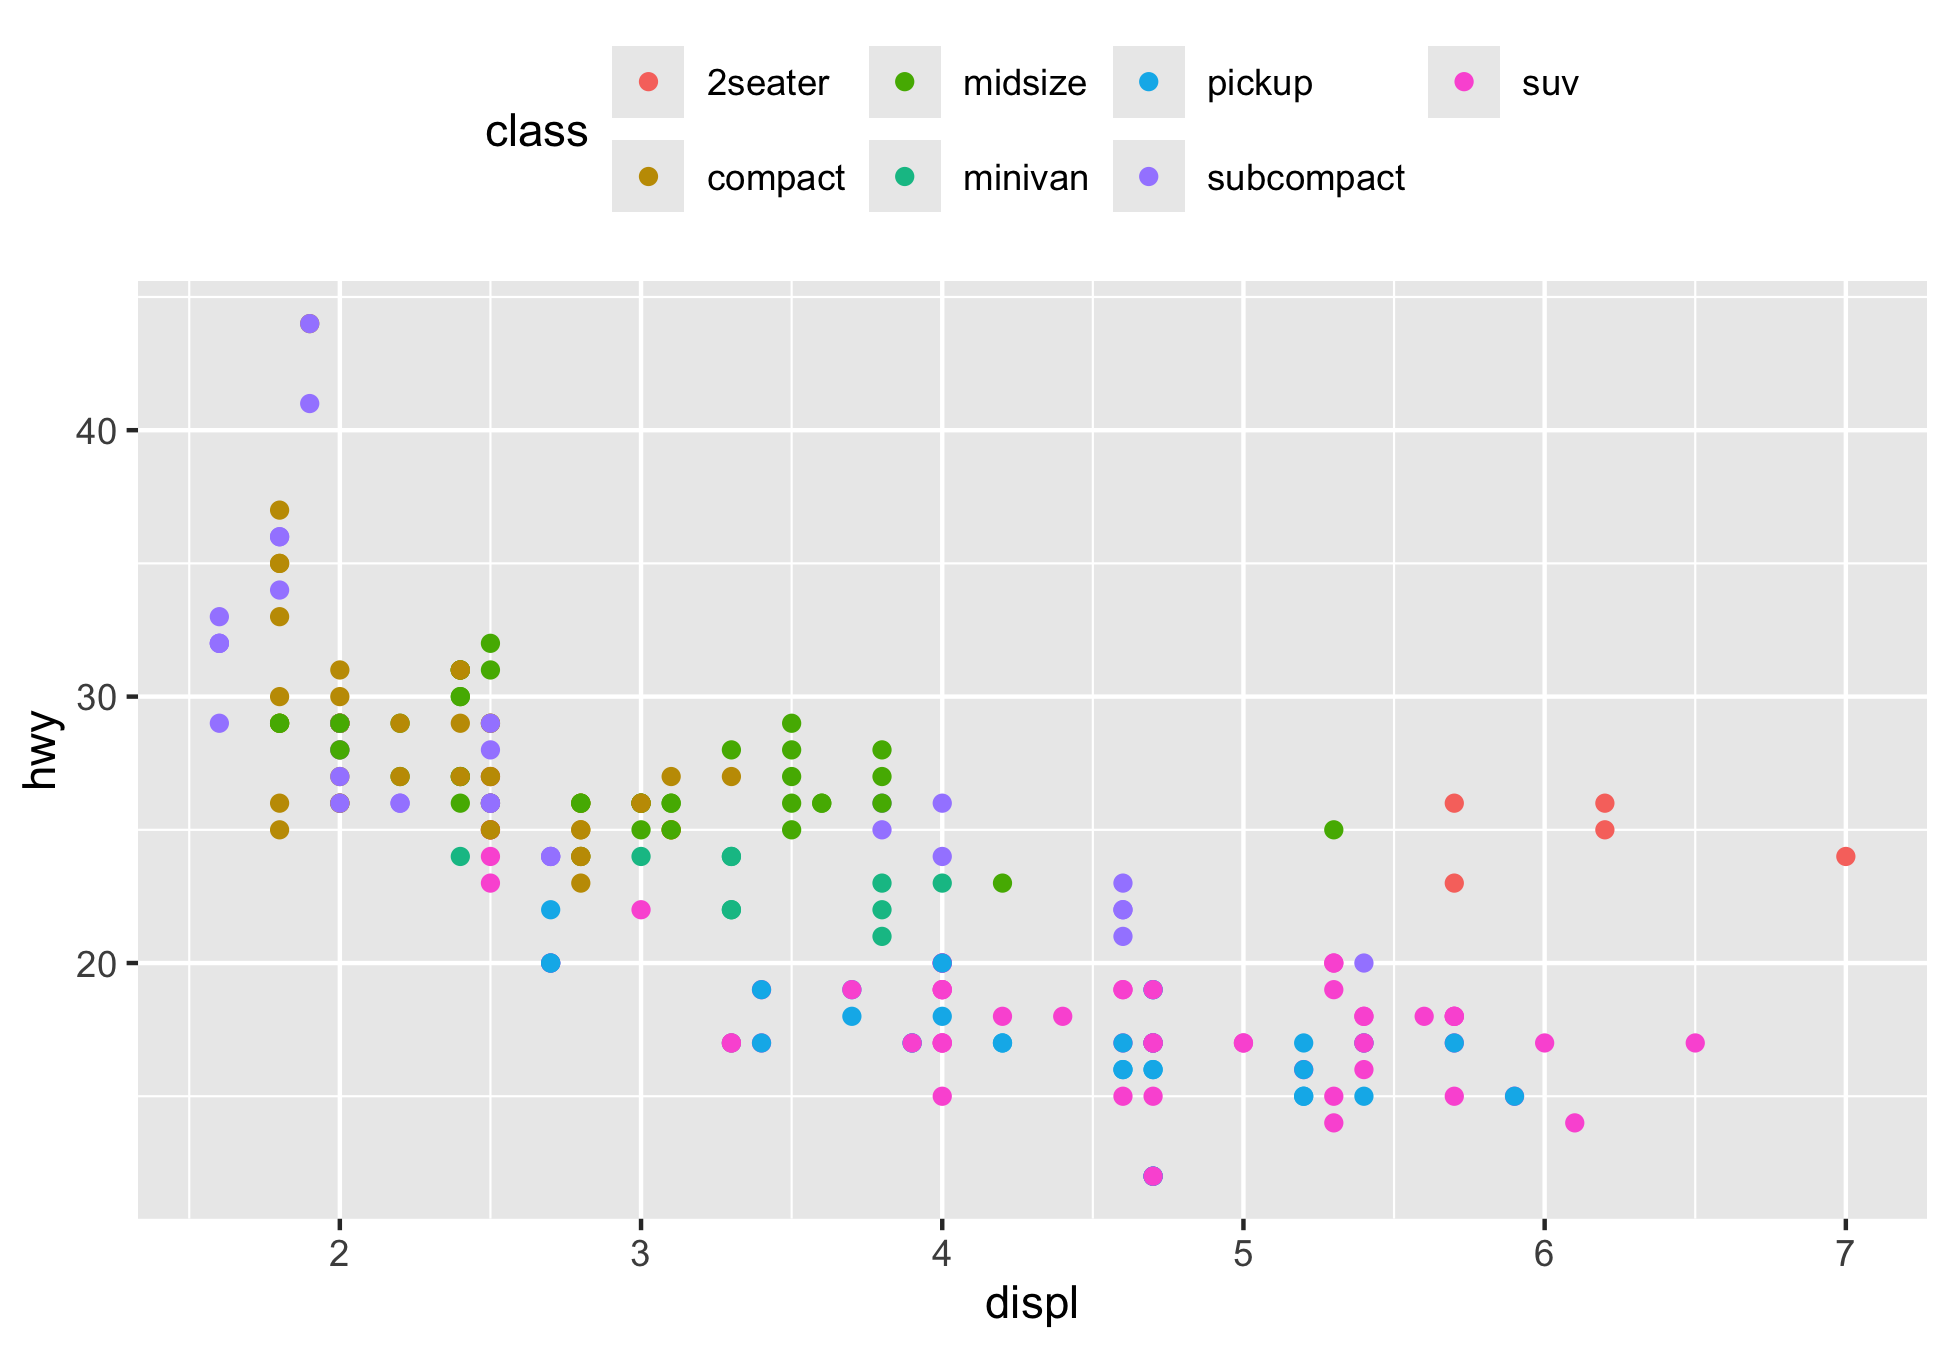 class
2seater midsize pickup suv
compact minivan subcompact
hwy
40
30
20
2 3 4 5 6 7
displ